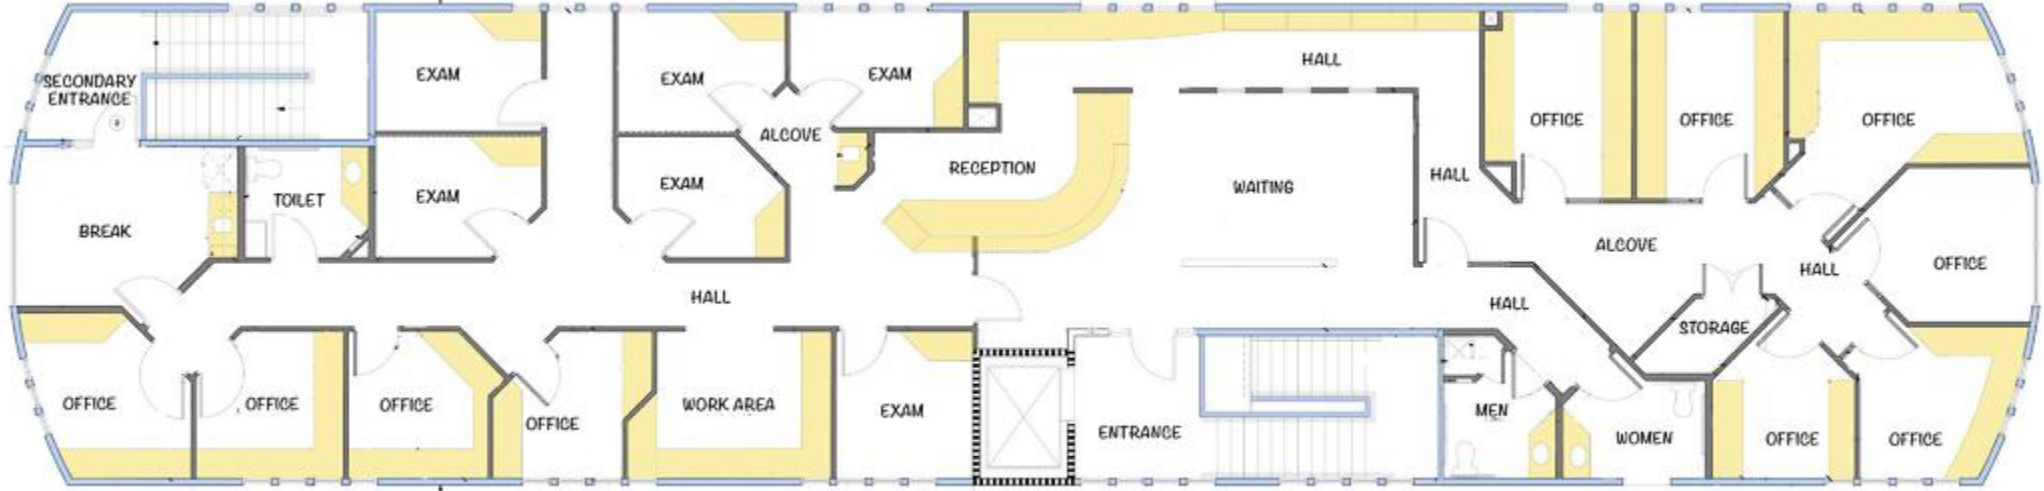 SECONDARY
ENTRANCE
EXAM
EXAM
EXAM
HALL
ALCOVE
OFFICE
OFFICE
OFFICE
RECEPTION
HALL
WAITING
EXAM
EXAM
TOILET
BREAK
ALCOVE
HALL
OFFICE
HALL
HALL
STORAGE
OFFICE
OFFICE
OFFICE
OFFICE
WORK AREA
EXAM
ENTRANCE
MEN
WOMEN
OFFICE
OFFICE